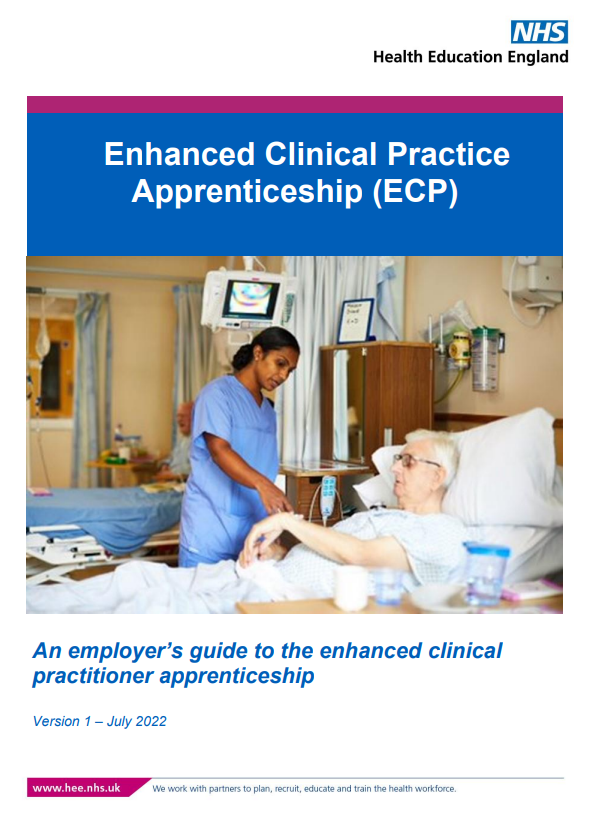 NHS
Health Education England
Enhanced Clinical Practice
Apprenticeship (ECP)
An employer’s guide to the enhanced clinical
practitioner apprenticeship
Version 1 – July 2022
www.hee.nhs.uk
We work with partners to plan, recruit, educate and train the health workforce.